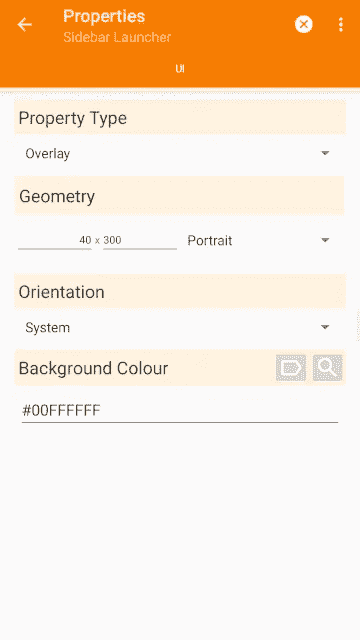 Properties
Sidebar Launcher
UI
Property Type
Overlay
Geometry
40 x 300 Portrait
Orientation
System
Background Colour
#00FFFFFF